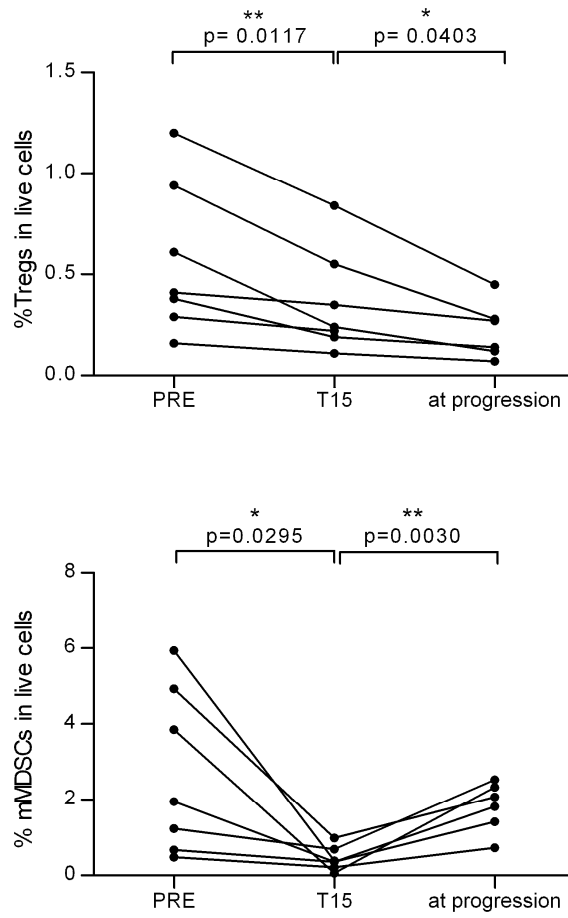 ** *
p= 0.0117 p= 0.0403
1.5
1.0
0.5
0.0
%Tregs in live cells
PRE T15 at progression
* **
p=0.0295 p=0.0030
8
6
4
2
0
% mMDSCs in live cells
PRE T15 at progression